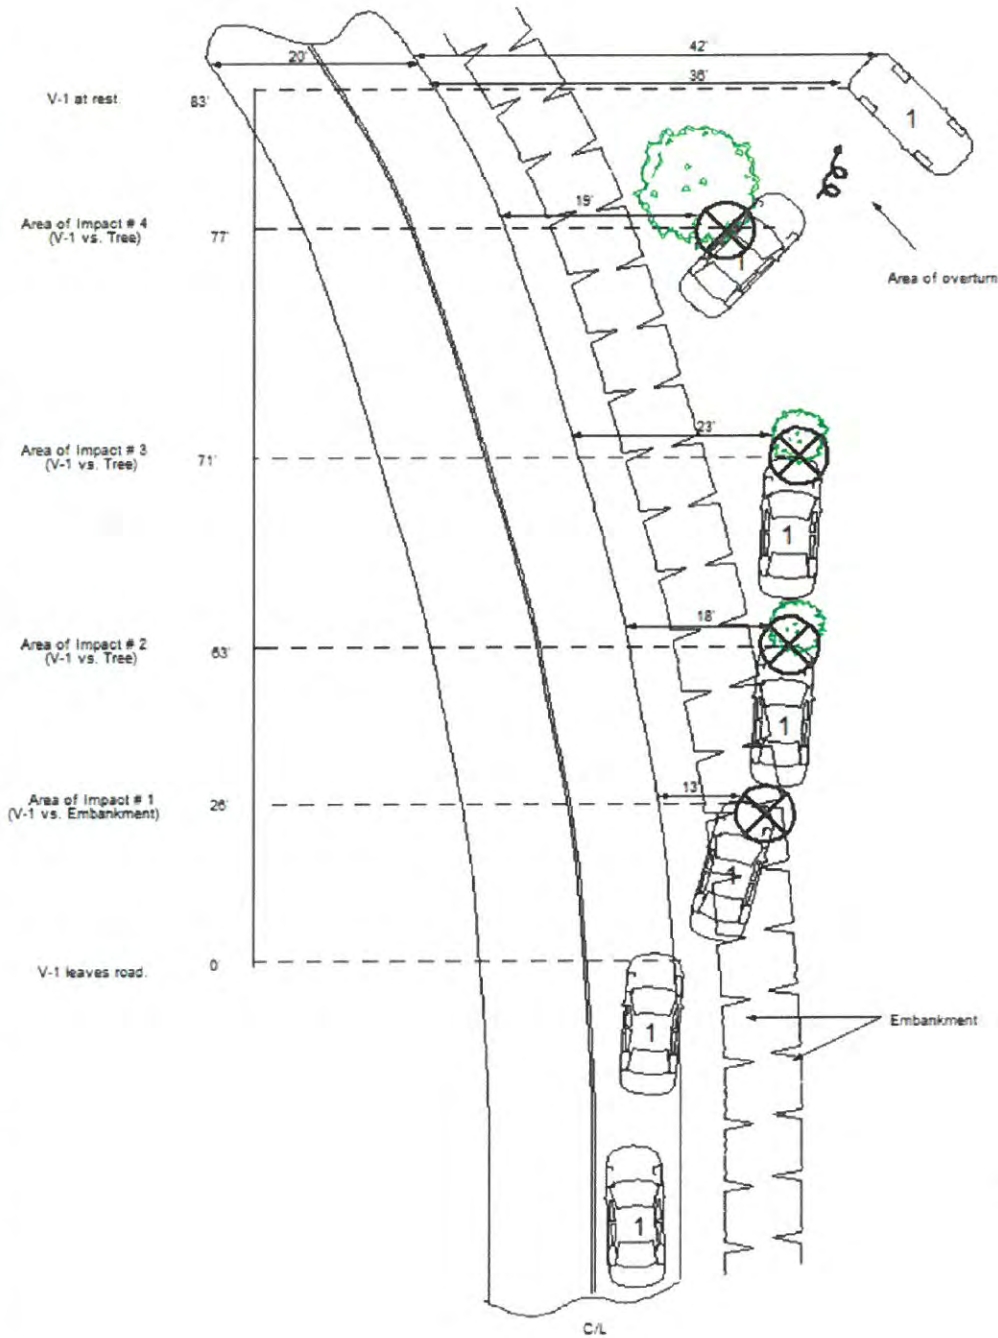 42'
20'
36'
V-1 at rest.
83'
1
19'
Area of Impact # 4
(V-1 vs. Tree)
77'
1
Area of overturn
23'
Area of Impact # 3
(V-1 vs. Tree)
71'
1
18'
Area of Impact # 2
(V-1 vs. Tree)
63'
1
13'
Area of Impact # 1
(V-1 vs. Embankment)
26'
1
V-1 leaves road.
0
Embankment
1
1
C/L